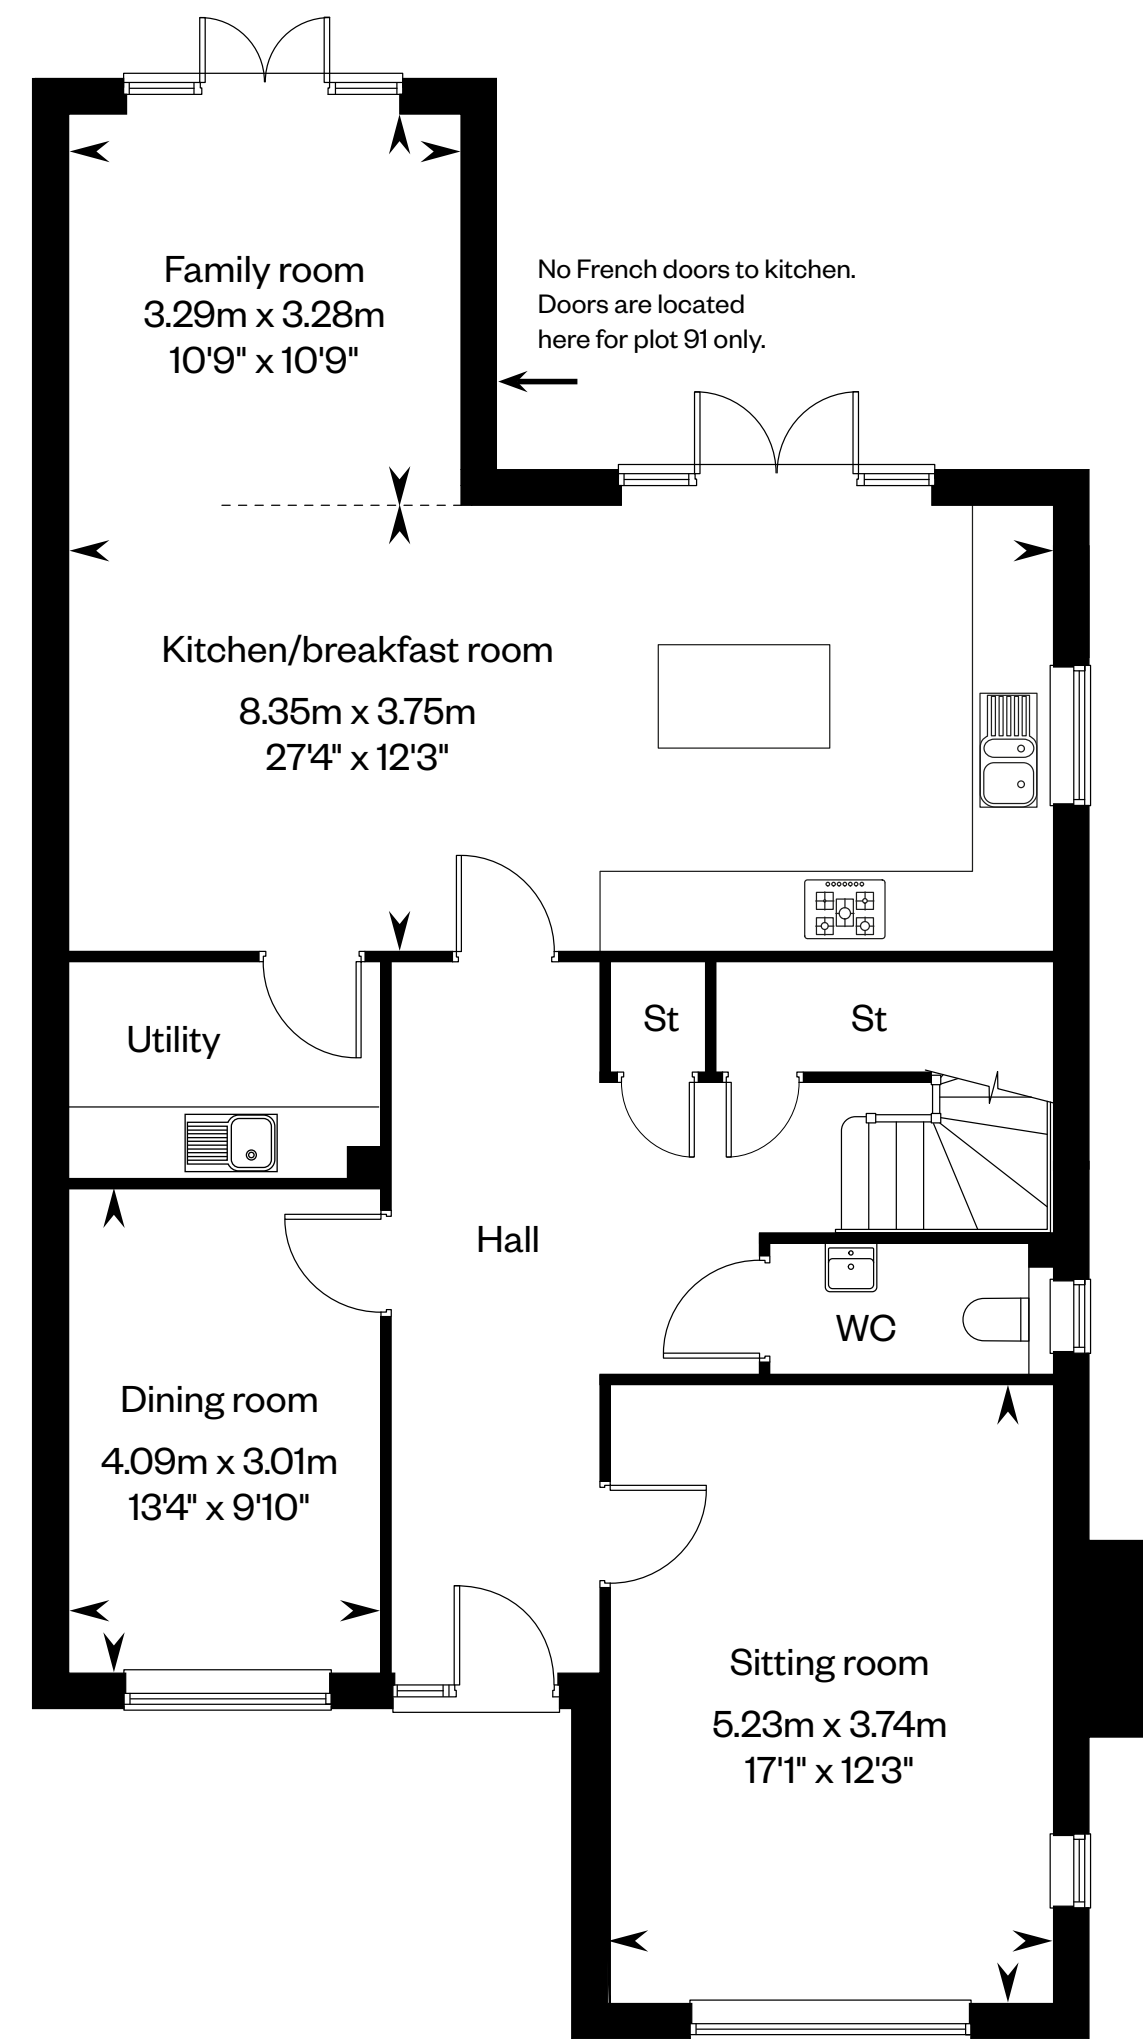 Family room
3.29m x 3.28m
10'9" x 10'9"
No French doors to kitchen.
Doors are located
here for plot 91 only.
Kitchen/breakfast room
8.35m x 3.75m
27'4" x 12'3"
Utility
St
St
Hall
WC
Dining room
4.09m x 3.01m
13'4" x 9'10"
Sitting room
5.23m x 3.74m
17'1" x 12'3"